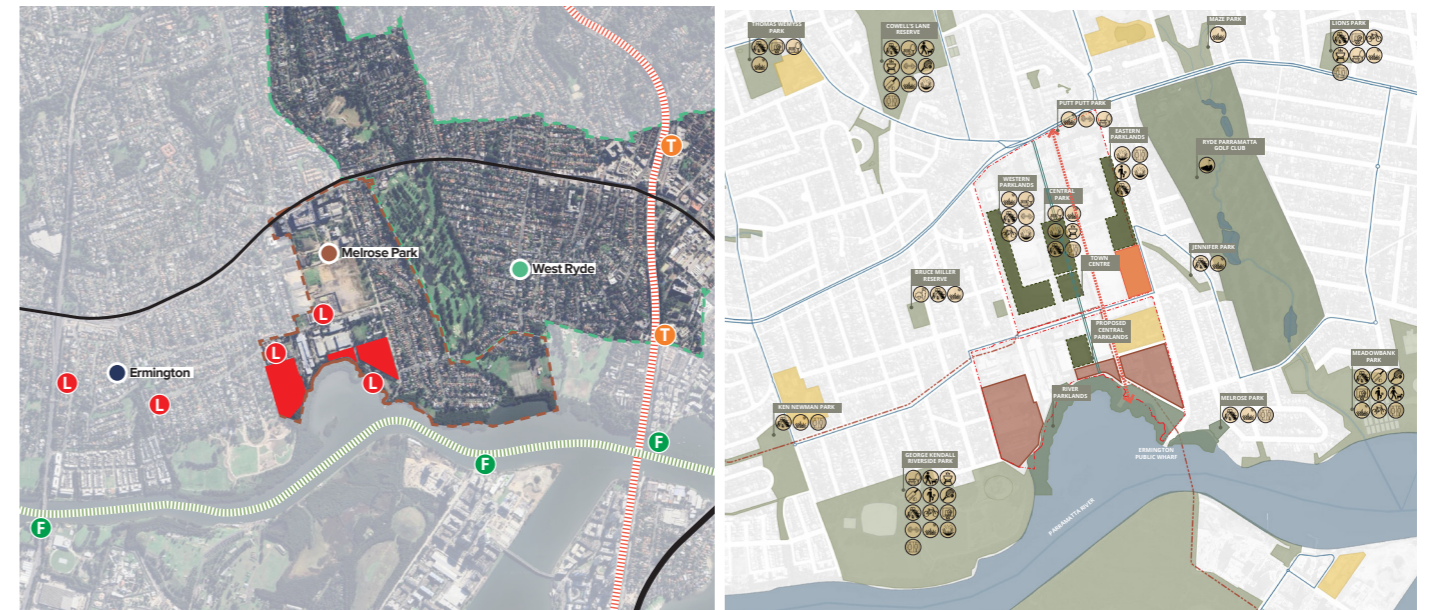 T
Melrose Park
West Ryde
L
L
T
Ermington
L
L
L
F
F
F
THOMAS WEMYSS
PARK
COWELL'S LANE
RESERVE
MAZE PARK
LIONS PARK
PUTT PUTT PARK
EASTERN
PARKLANDS
RYDE PARRAMATTA
GOLF CLUB
WESTERN
PARKLANDS
CENTRAL
PARK
JENNIFER PARK
TOWN
CENTRE
BRUCE MILLER
RESERVE
PROPOSED
CENTRAL
PARKLANDS
MEADOWBANK
PARK
RIVER
PARKLANDS
MELROSE PARK
KEN NEWMAN PARK
ERMINGTON
PUBLIC WHARF
GEORGE KENDALL
RIVERSIDE PARK
PARRAMATTA RIVER